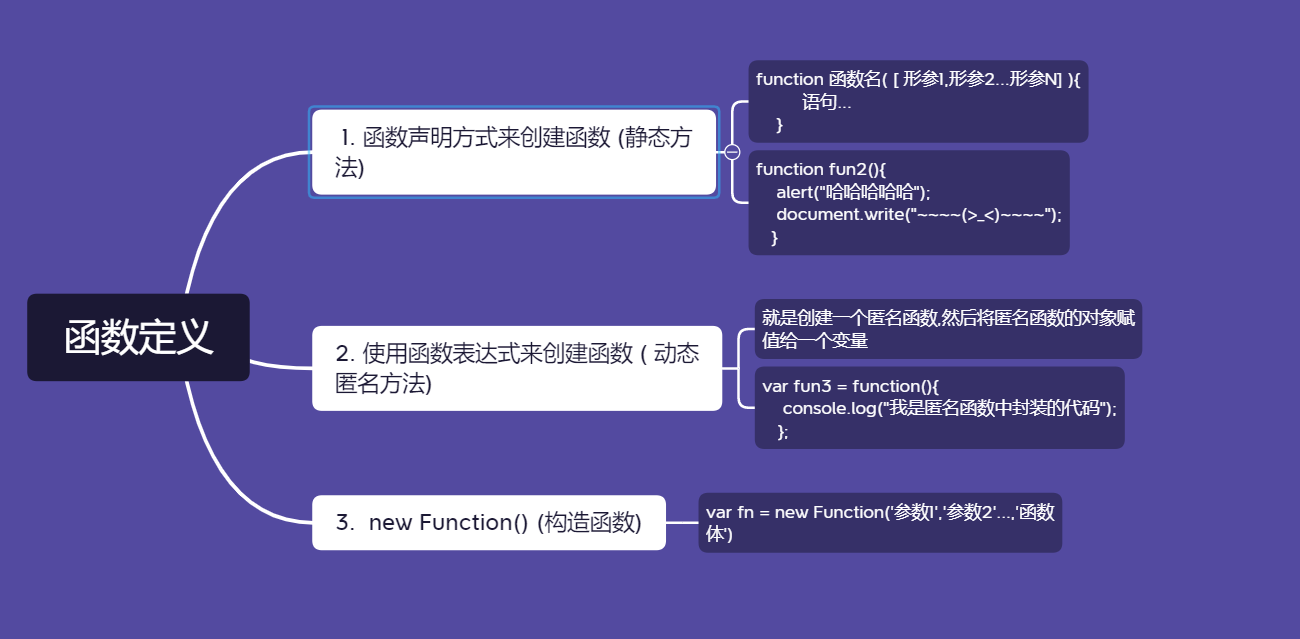 函数定义
1. 函数声明方式来创建函数 (静态方
法)
function 函数名( [ 形参1,形参2...形参N] ){
语句...
}
function fun2(){
alert("哈哈哈哈哈");
document.write("~~~~(>_<)~~~~");
}
2. 使用函数表达式来创建函数 ( 动态
匿名方法)
就是创建一个匿名函数,然后将匿名函数的对象赋
值给一个变量
var fun3 = function(){
console.log("我是匿名函数中封装的代码");
};
3. new Function() (构造函数)
var fn = new Function('参数1','参数2'...,'函数
体')